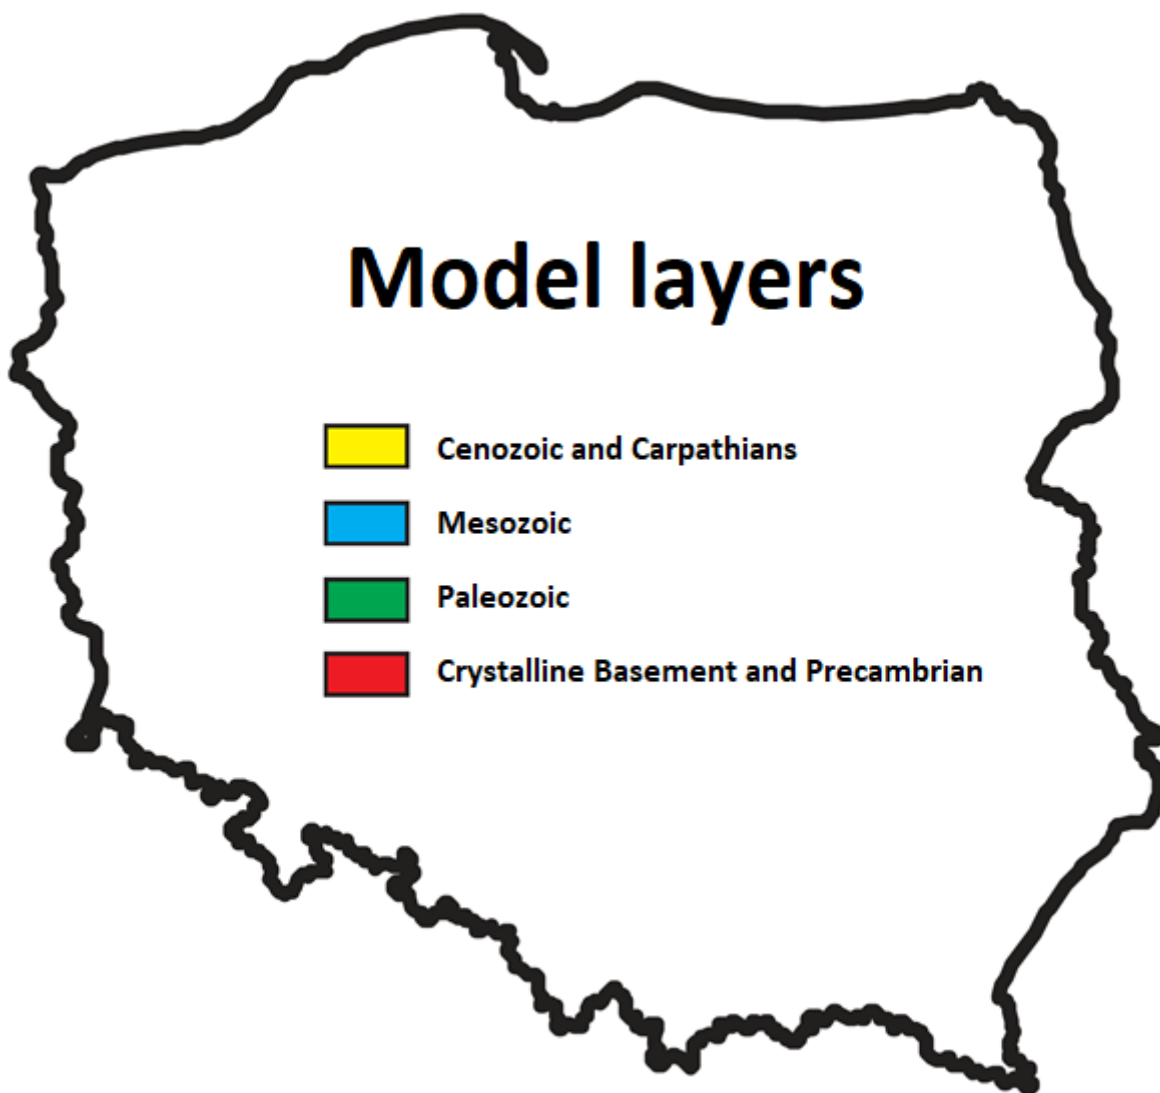 Model layers
Cenozoic and Carpathians
Mesozoic
Paleozoic
Crystalline Basement and Precambrian